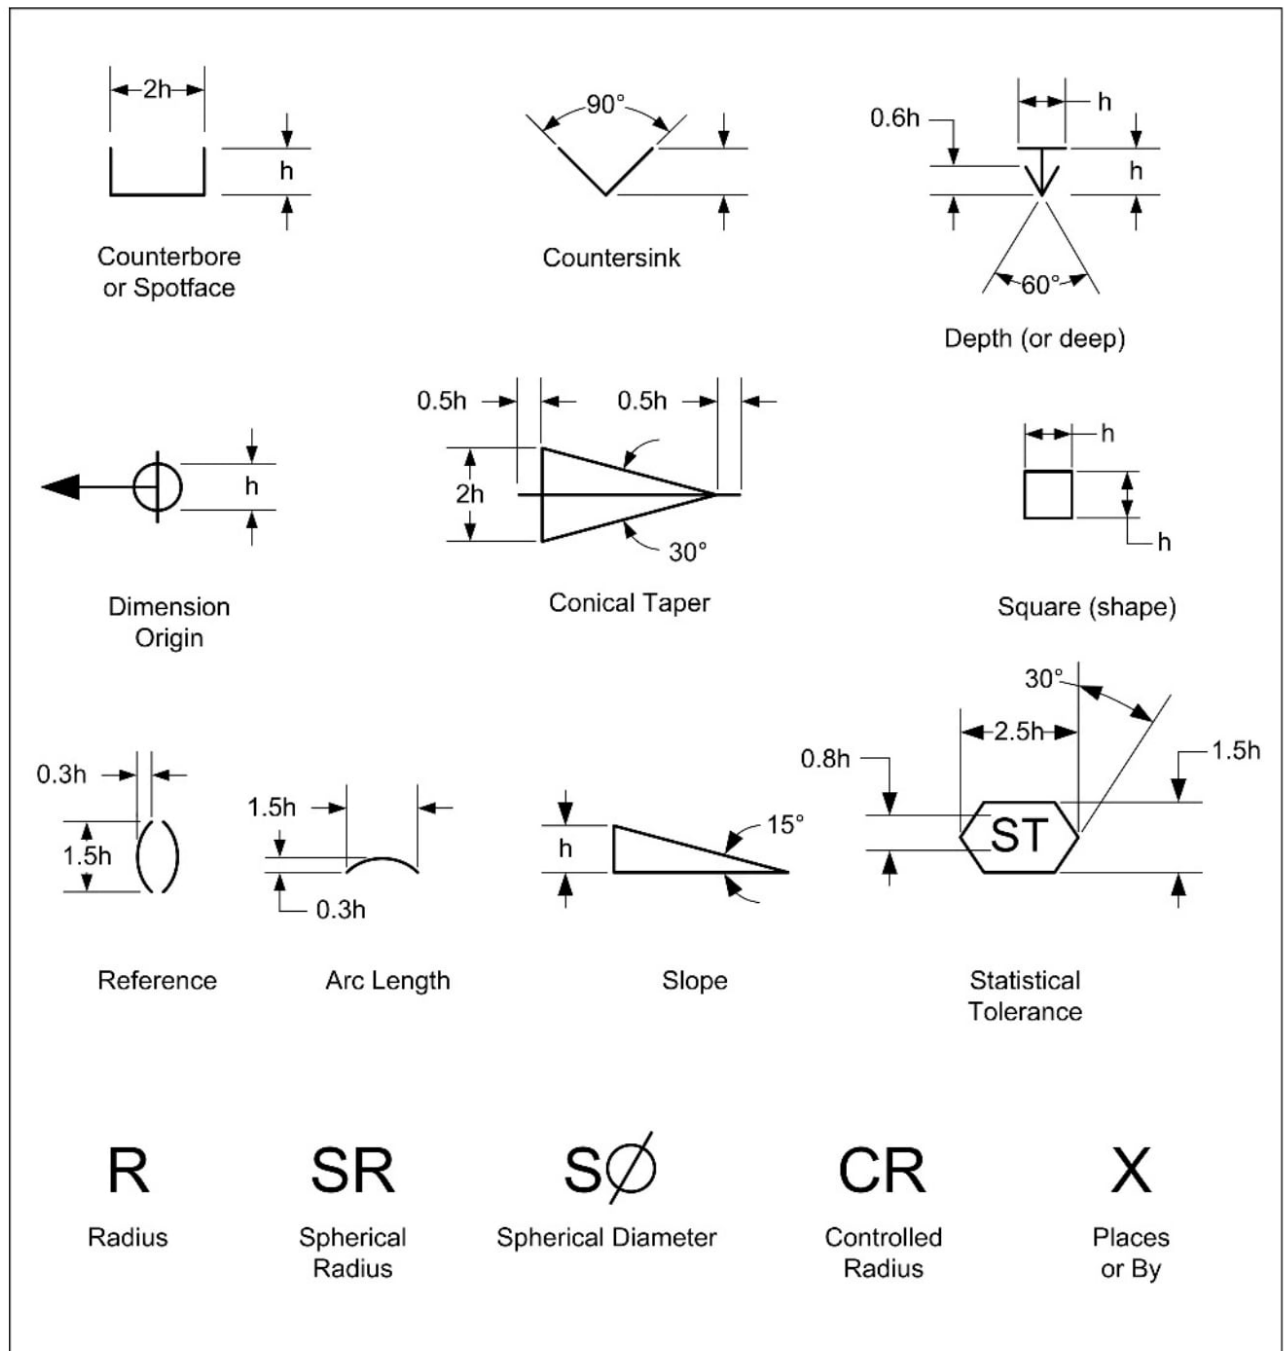 2h
h
Counterbore
or Spotface
90°
h
Countersink
0.6h
h
h
60°
Depth (or deep)
h
Dimension
Origin
0.5h
0.5h
2h
30°
Conical Taper
h
h
Square (shape)
0.3h
1.5h
Reference
1.5h
0.3h
Arc Length
h
15°
Slope
30°
2.5h
0.8h
1.5h
ST
Statistical
Tolerance
R
Radius
SR
Spherical
Radius
S⌀
Spherical Diameter
CR
Controlled
Radius
X
Places
or By